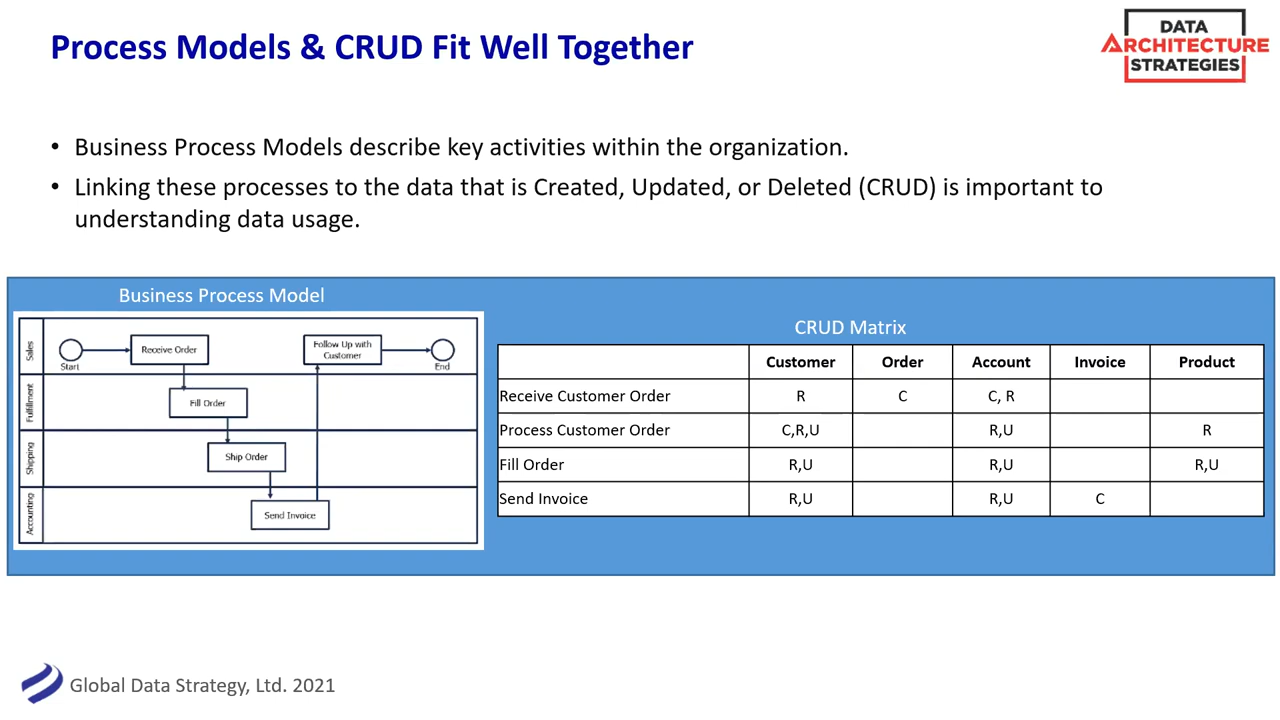 Process Models & CRUD Fit Well Together
DATA
ARCHITECTURE
STRATEGIES
• Business Process Models describe key activities within the organization.
• Linking these processes to the data that is Created, Updated, or Deleted (CRUD) is important to
understanding data usage.
Business Process Model
Sales
Start
Receive Order
Follow Up with
Customer
End
Fulfillment
Fill Order
Shipping
Ship Order
Accounting
Send Invoice
CRUD Matrix
Customer Order Account Invoice Product
Receive Customer Order R C C, R
Process Customer Order C,R,U R,U R
Fill Order R,U R,U R,U
Send Invoice R,U R,U C
Global Data Strategy, Ltd. 2021